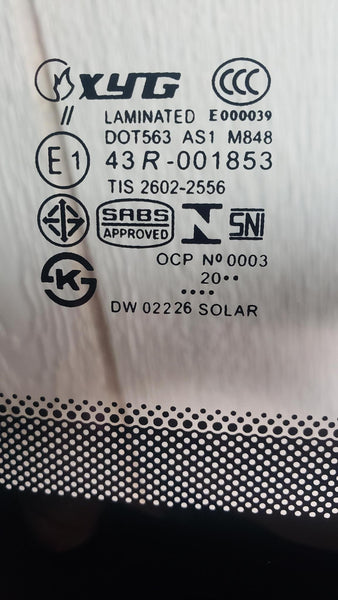 XYG CCC
// LAMINATED E000039
DOT563 AS1 M848
E1 43R-001853
TIS 2602-2556
SABS
APPROVED
SNI
OCP Nº 0003
20••
••••
K
DW 02226 SOLAR